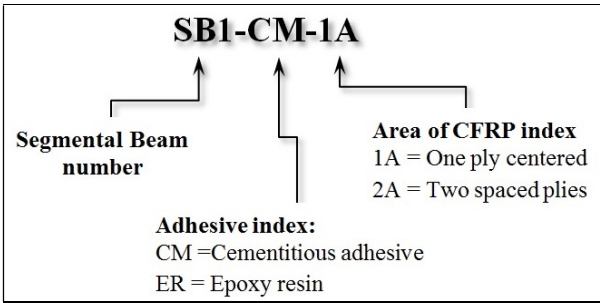 SB1-CM-1A
Segmental Beam
number
Area of CFRP index
1A = One ply centered
2A = Two spaced plies
Adhesive index:
CM =Cementitious adhesive
ER = Epoxy resin